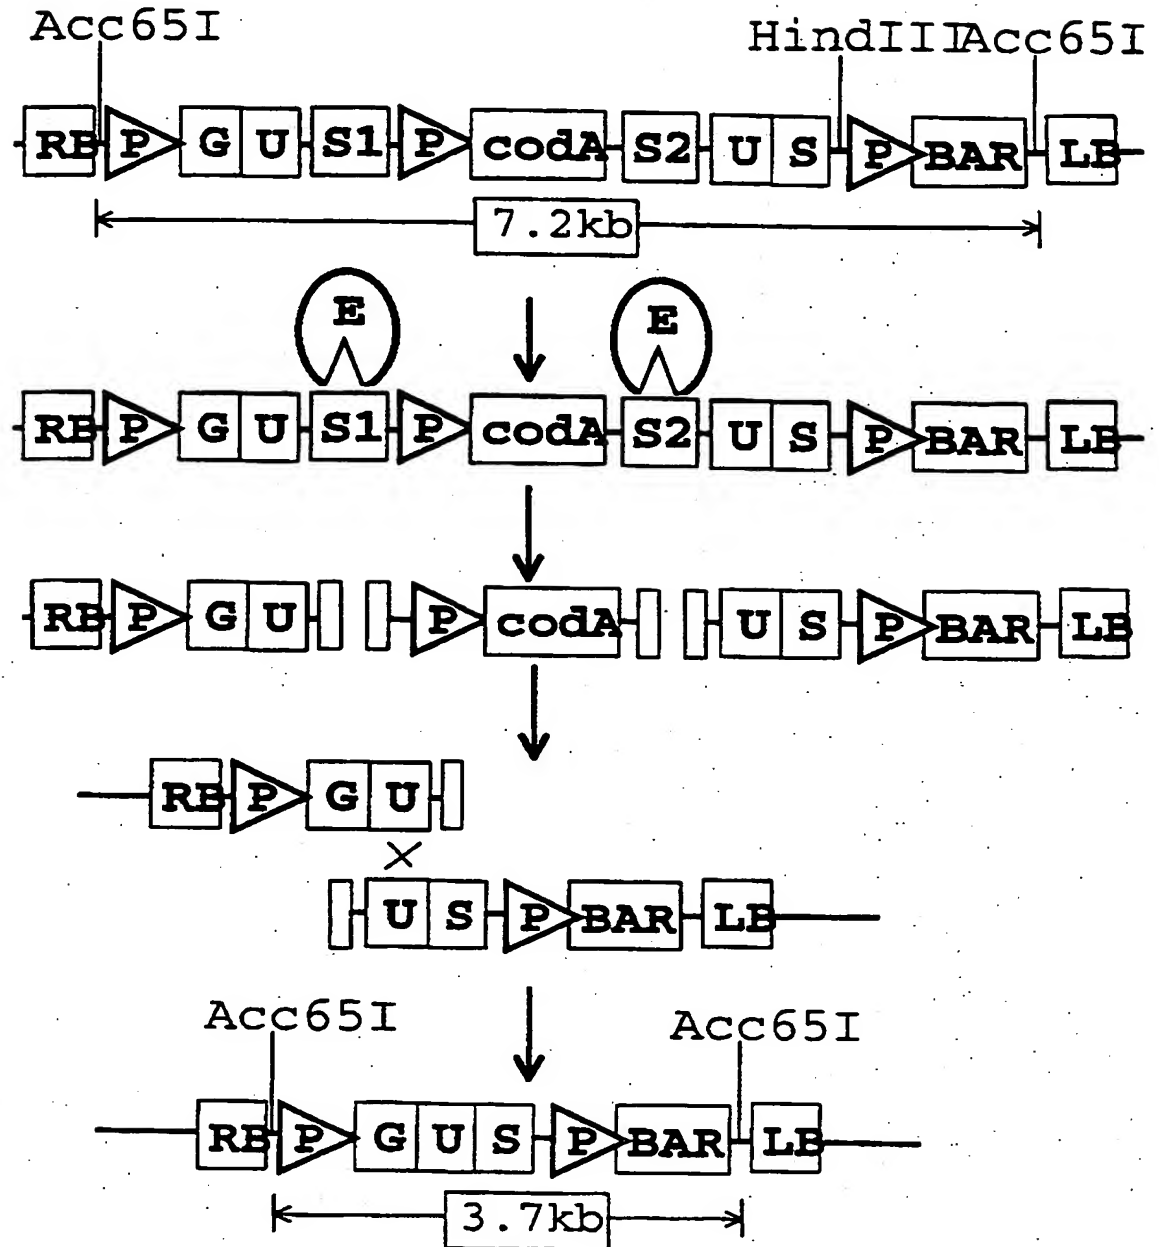 Acc65I HindIII Acc65I
RB P G U S1 P codA S2 U S P BAR LB
7.2kb
E E
RB P G U S1 P codA S2 U S P BAR LB
RB P G U P codA U S P BAR LB
RB P G U
U S P BAR LB
Acc65I Acc65I
RB P G U S P BAR LB
3.7kb